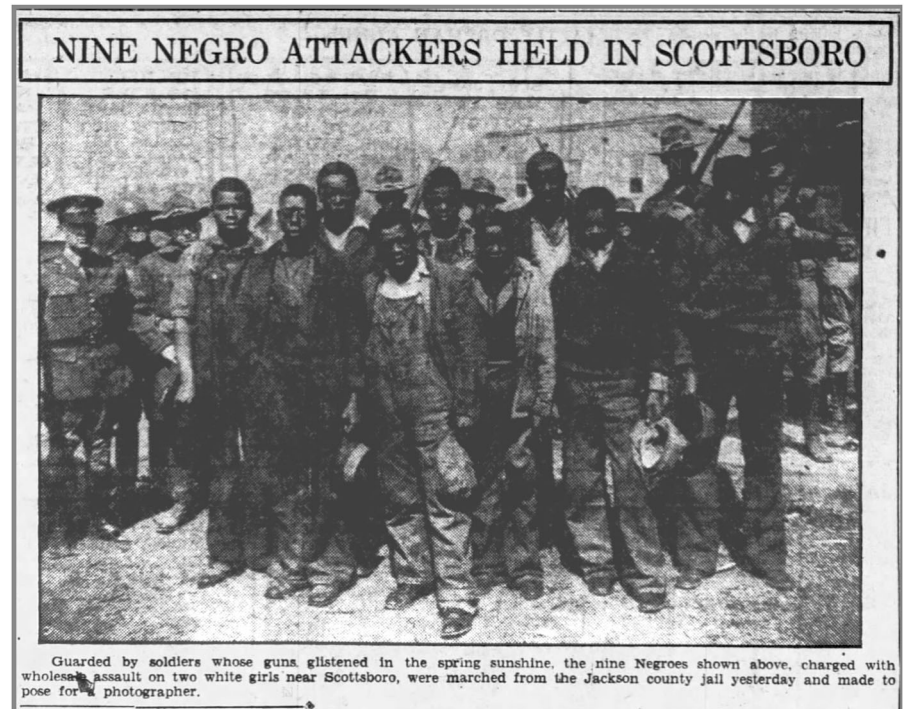 NINE NEGRO ATTACKERS HELD IN SCOTTSBORO
Guarded by soldiers whose guns glistened in the spring sunshine, the nine Negroes shown above, charged with
wholesale assault on two white girls near Scottsboro, were marched from the Jackson county jail yesterday and made to
pose for a photographer.